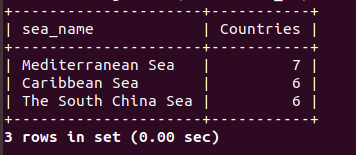 +--------------------+-----------+
| sea_name           | Countries |
+--------------------+-----------+
| Mediterranean Sea  |         7 |
| Caribbean Sea      |         6 |
| The South China Sea |         6 |
+--------------------+-----------+
3 rows in set (0.00 sec)